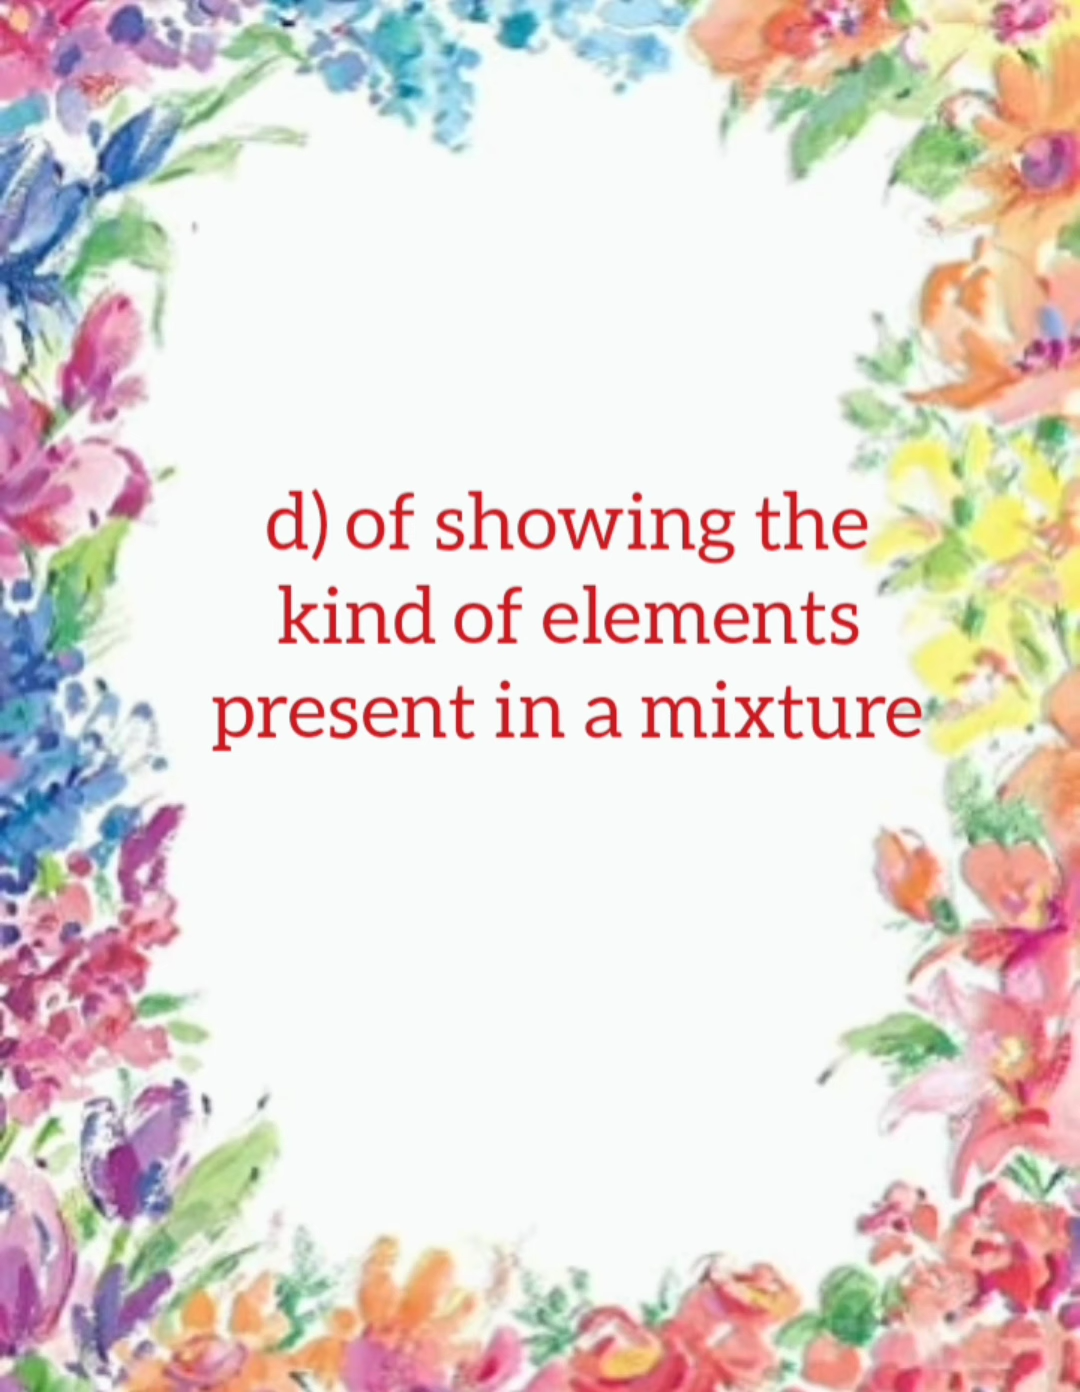 d) of showing the
kind of elements
present in a mixture